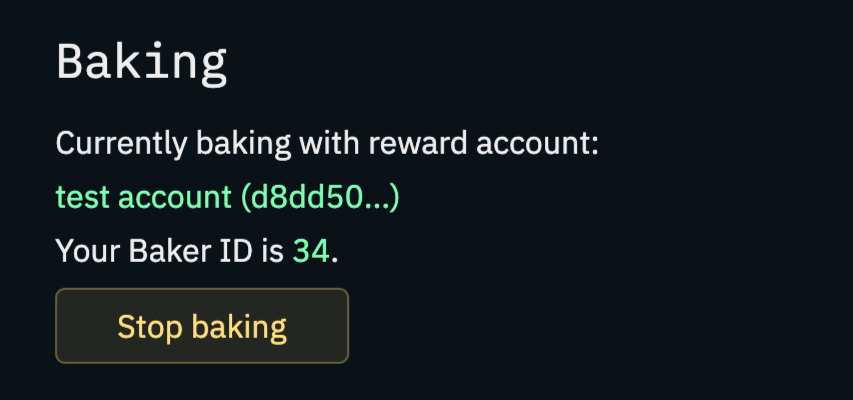 Baking
Currently baking with reward account:
test account (d8dd50...)
Your Baker ID is 34.
Stop baking